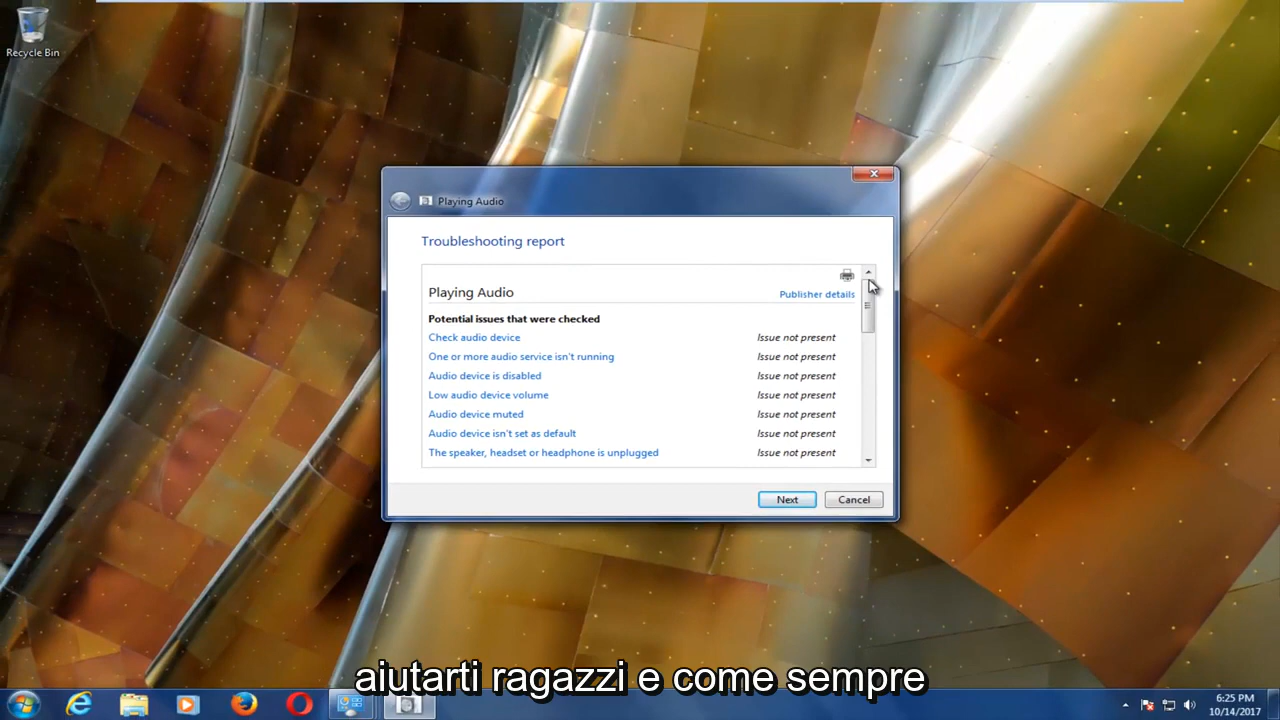 Recycle Bin
Playing Audio
Troubleshooting report
Playing Audio
Publisher details
Potential issues that were checked
Check audio device Issue not present
One or more audio service isn't running Issue not present
Audio device is disabled Issue not present
Low audio device volume Issue not present
Audio device muted Issue not present
Audio device isn't set as default Issue not present
The speaker, headset or headphone is unplugged Issue not present
Next Cancel
aiutarti ragazzi e come sempre
6:25 PM
10/14/2017